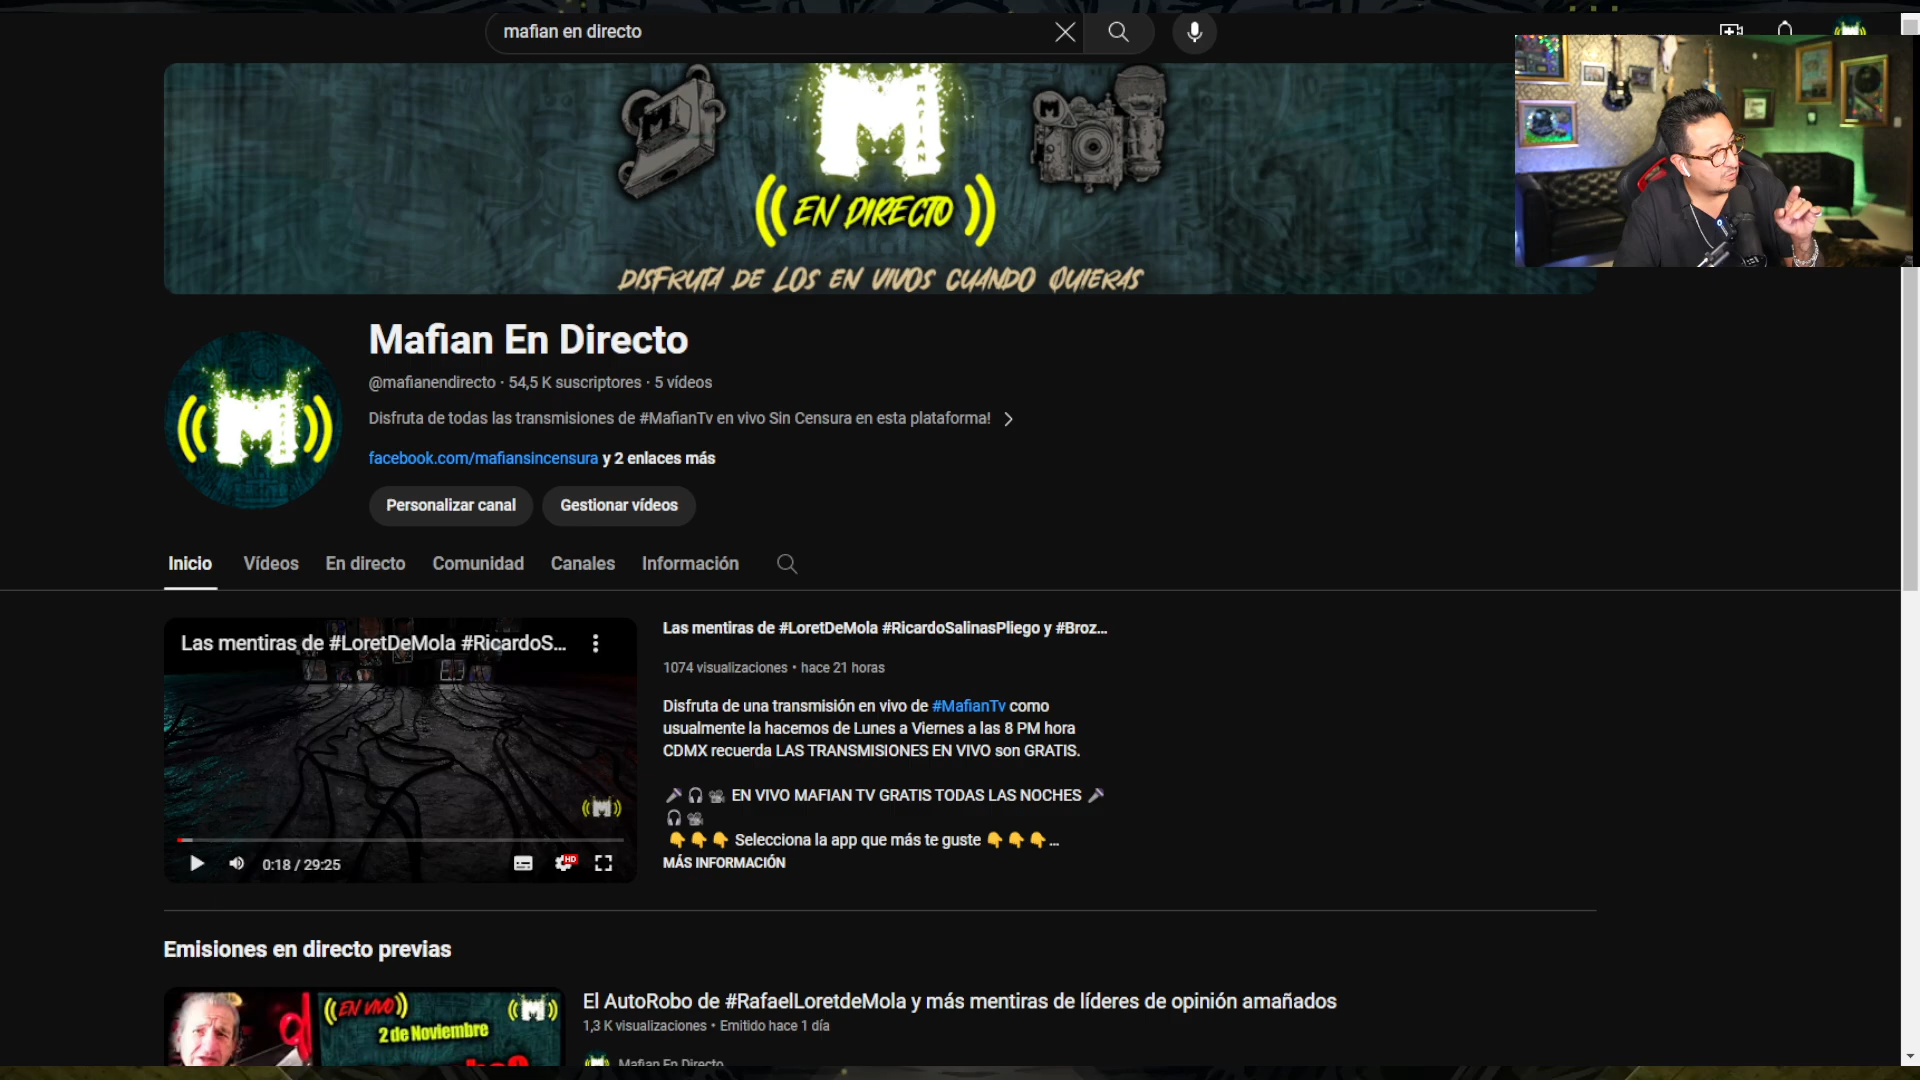 mafian en directo
M
MAFIAN
M
EN DIRECTO
DISFRUTA DE LOS EN VIVOS CUANDO QUIERAS
Mafian En Directo
@mafianendirecto · 54,5 K suscriptores · 5 vídeos
Disfruta de todas las transmisiones de #MafianTv en vivo Sin Censura en esta plataforma!
facebook.com/mafiansincensura y 2 enlaces más
Personalizar canal
Gestionar vídeos
Inicio Vídeos En directo Comunidad Canales Información
Las mentiras de #LoretDeMola #RicardoS...
0:18 / 29:25
HD
Las mentiras de #LoretDeMola #RicardoSalinasPliego y #Broz...
1074 visualizaciones • hace 21 horas
Disfruta de una transmisión en vivo de #MafianTv como
usualmente la hacemos de Lunes a Viernes a las 8 PM hora
CDMX recuerda LAS TRANSMISIONES EN VIVO son GRATIS.
🎤 🎧 📽 EN VIVO MAFIAN TV GRATIS TODAS LAS NOCHES 🎤
🎧 📽
👇 👇 👇 Selecciona la app que más te guste 👇 👇 👇 ...
MÁS INFORMACIÓN
Emisiones en directo previas
((EN VIVO))
2 de Noviembre
El AutoRobo de #RafaelLoretdeMola y más mentiras de líderes de opinión amañados
1,3 K visualizaciones • Emitido hace 1 día
Mafian En Directo